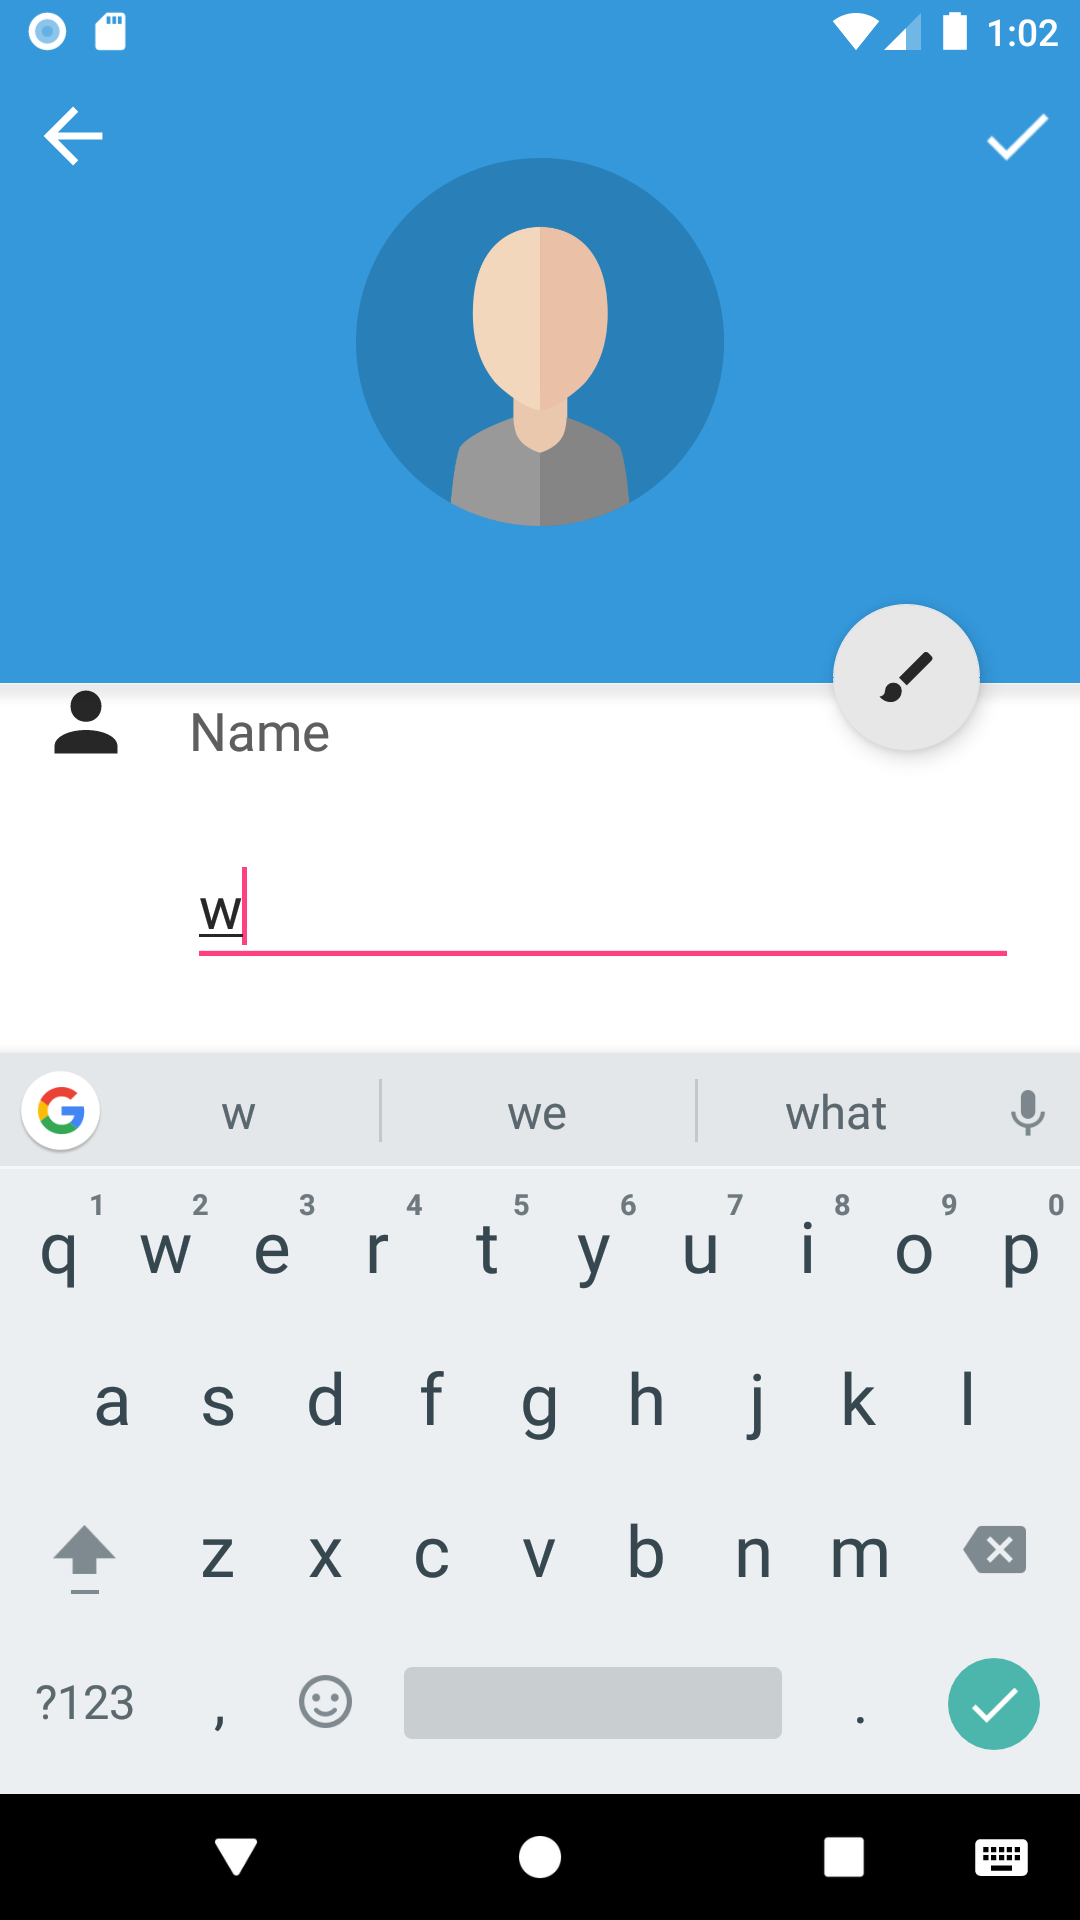 1:02
Name
w
w we what
1 2 3 4 5 6 7 8 9 0
q w e r t y u i o p
a s d f g h j k l
z x c v b n m
?123 , .